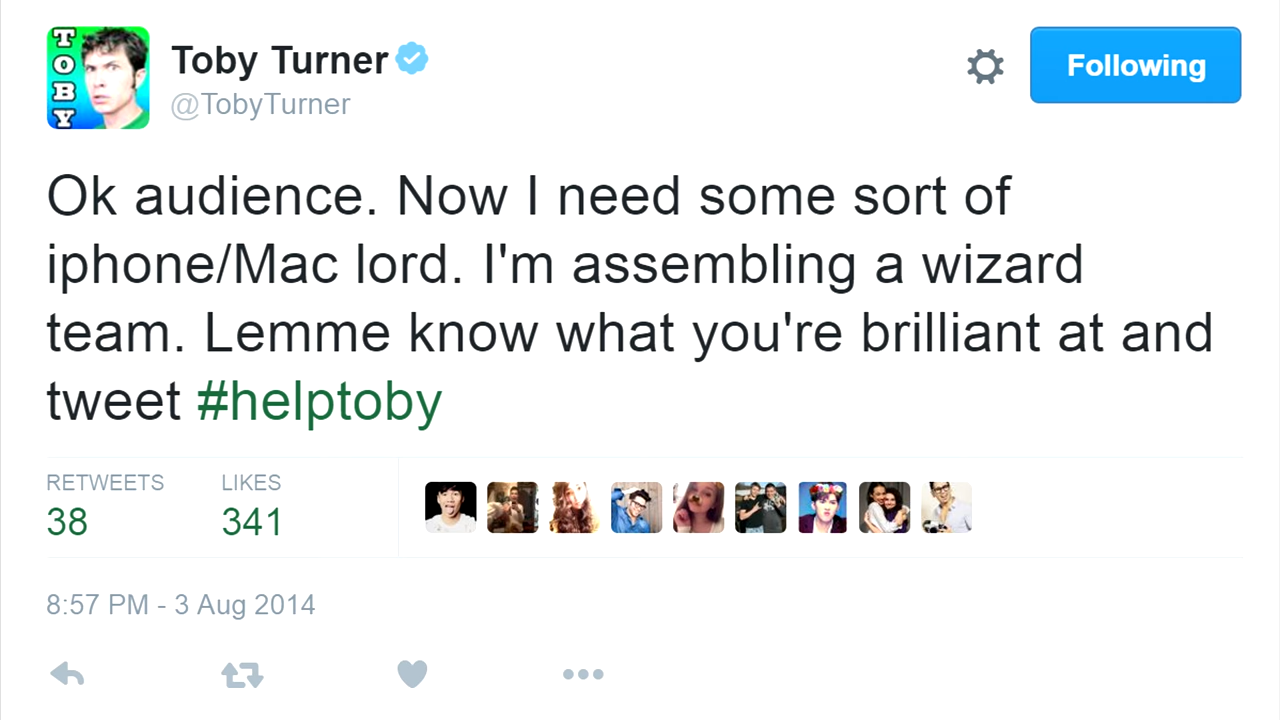 TOBY
Toby Turner
@TobyTurner
Following
Ok audience. Now I need some sort of
iphone/Mac lord. I'm assembling a wizard
team. Lemme know what you're brilliant at and
tweet #helptoby
RETWEETS LIKES
38 341
8:57 PM - 3 Aug 2014